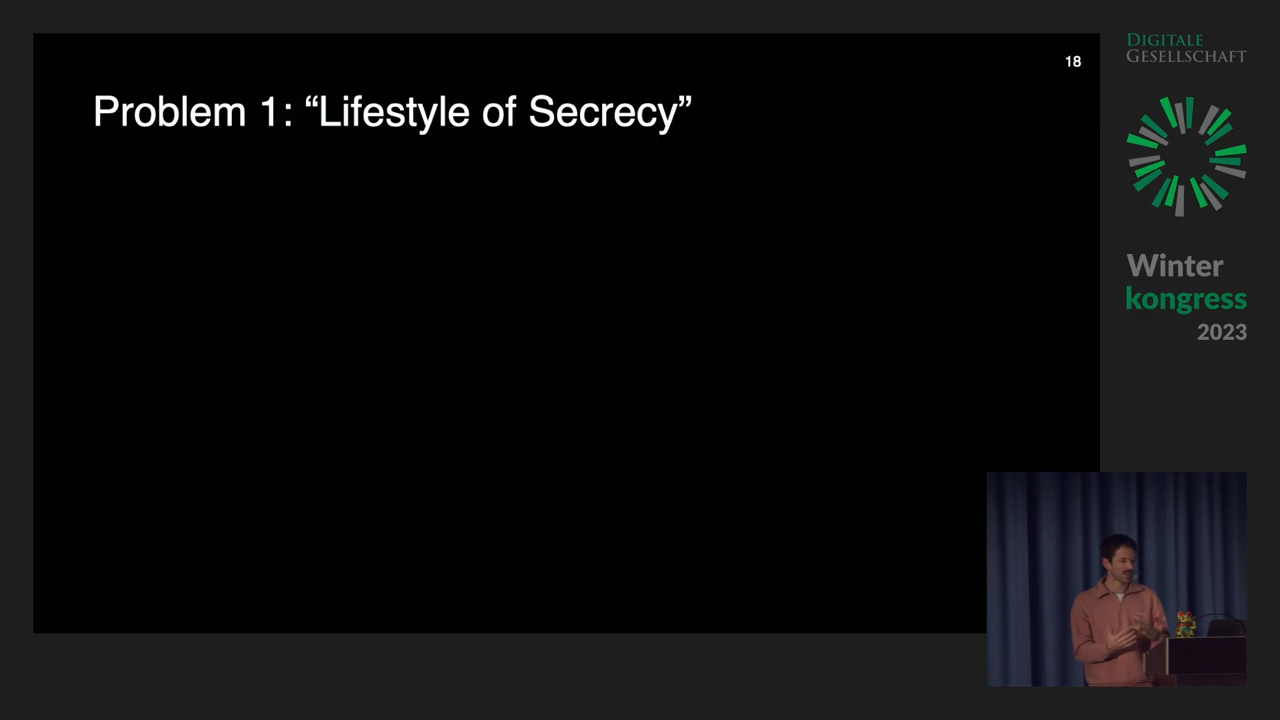 18
Problem 1: “Lifestyle of Secrecy”
DIGITALE
GESELLSCHAFT
Winter
kongress
2023